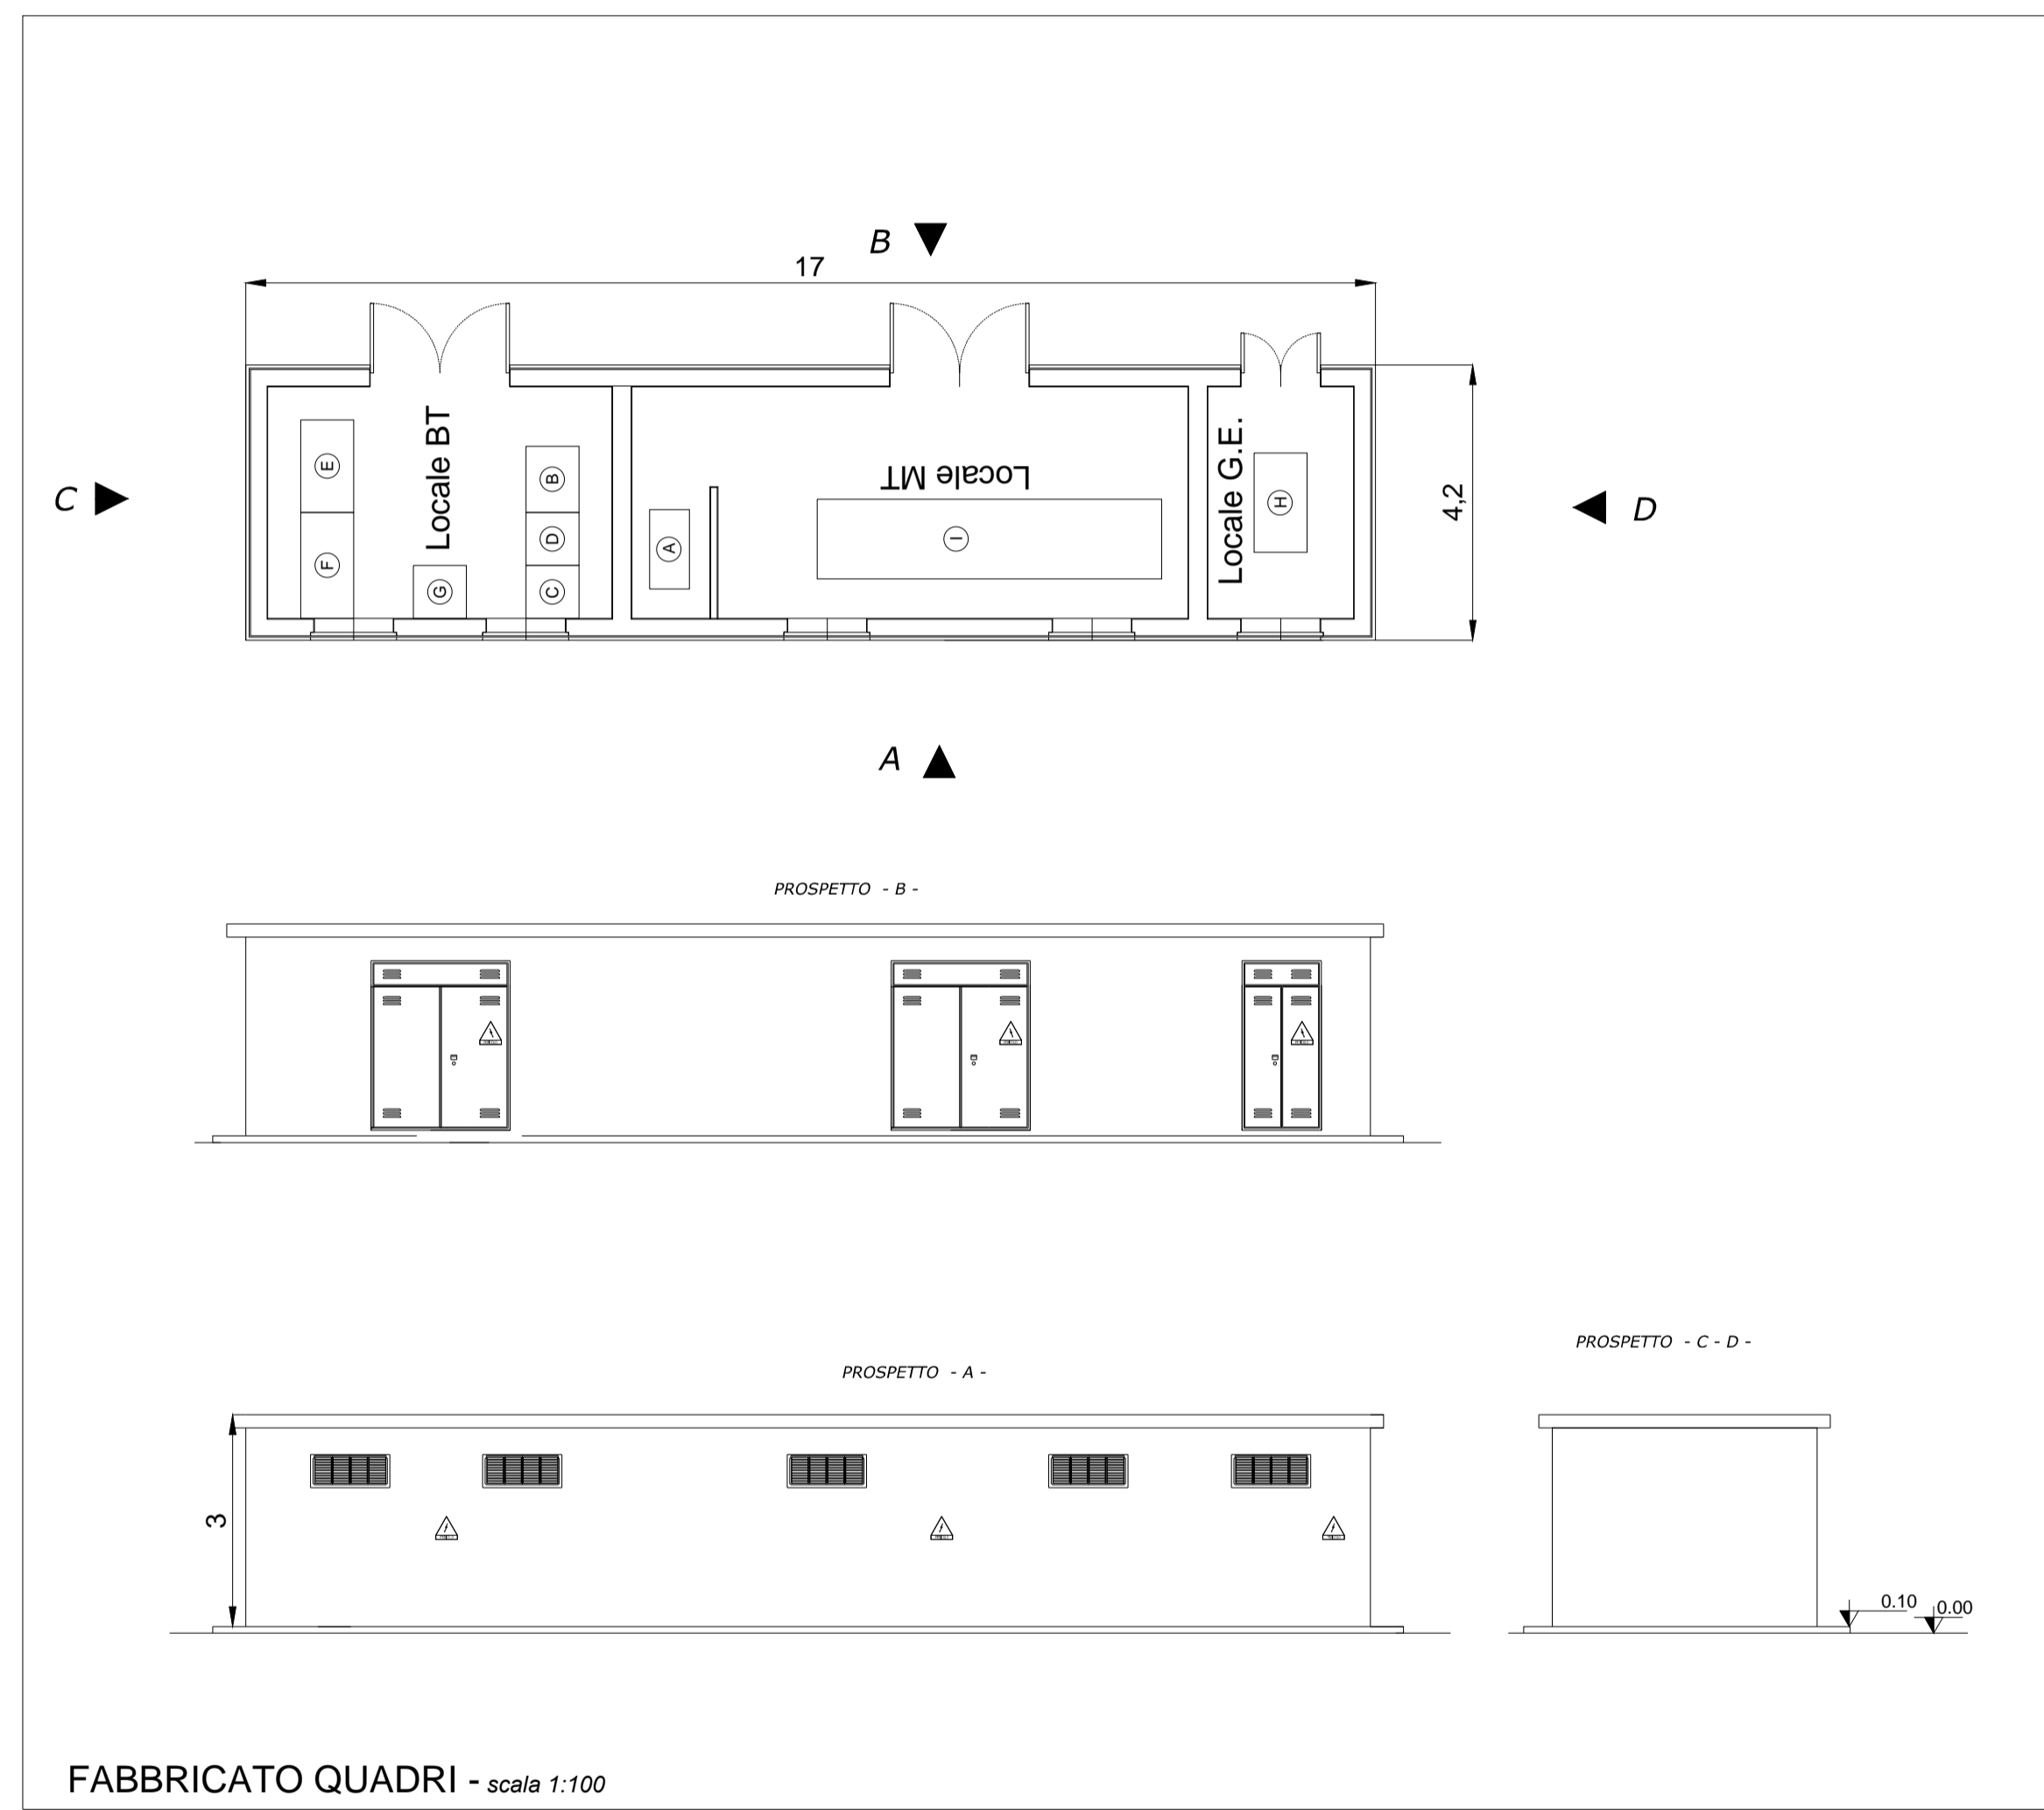 B
17
Locale BT
Locale MT
Locale G.E.
E
F
G
B
D
C
A
I
H
4,2
C
D
A
PROSPETTO - B -
PROSPETTO - C - D -
PROSPETTO - A -
3
0.10
0.00
FABBRICATO QUADRI - scala 1:100